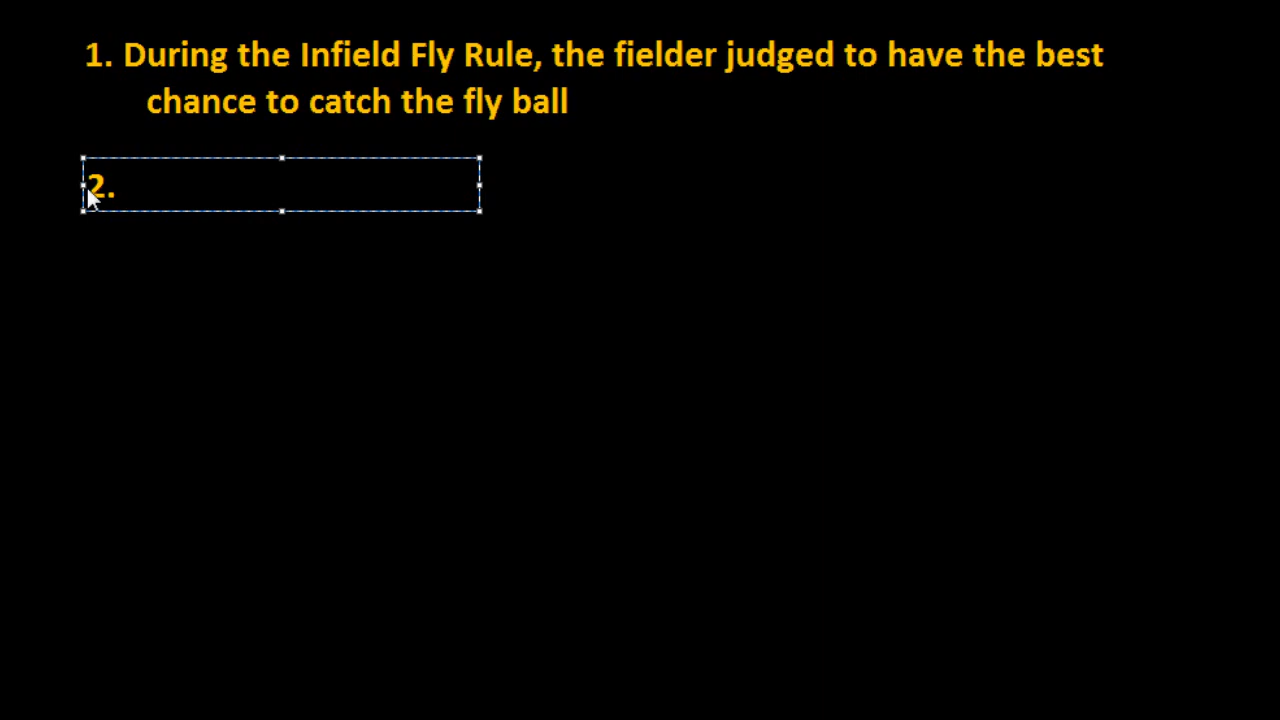 1. During the Infield Fly Rule, the fielder judged to have the best
chance to catch the fly ball
2.